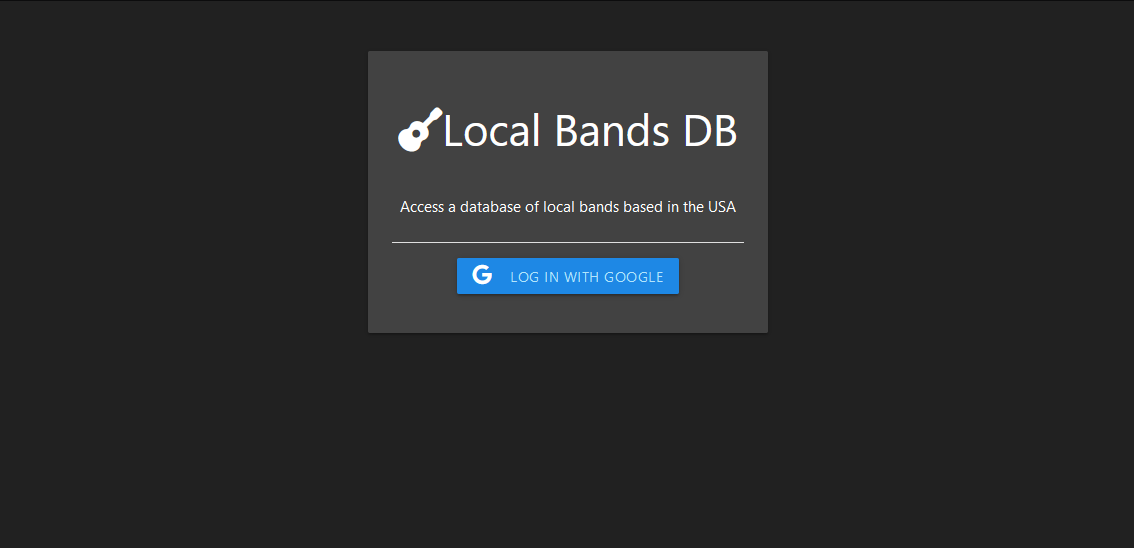 Local Bands DB
Access a database of local bands based in the USA
LOG IN WITH GOOGLE